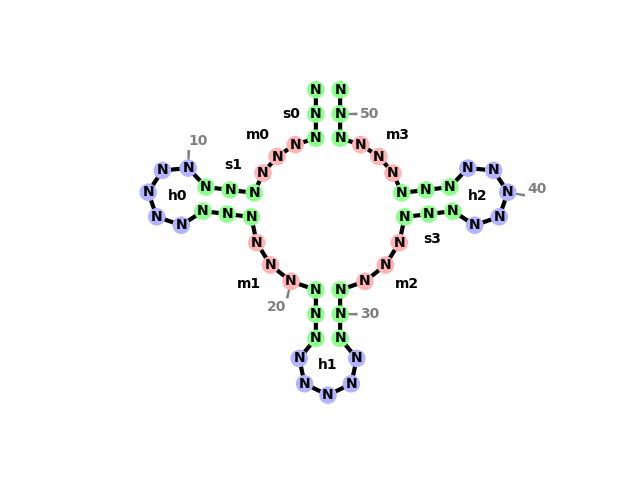 N N
s0 N N 50
m0 N N m3
10 N N N N
s1 N N
N N N N N N N N N N
h0 N N N N N N h2 N 40
N N N N N N N N N N
N N s3
N N
m1 N N m2
20 N N N N
N N 30
N N
N h1 N
N N
N